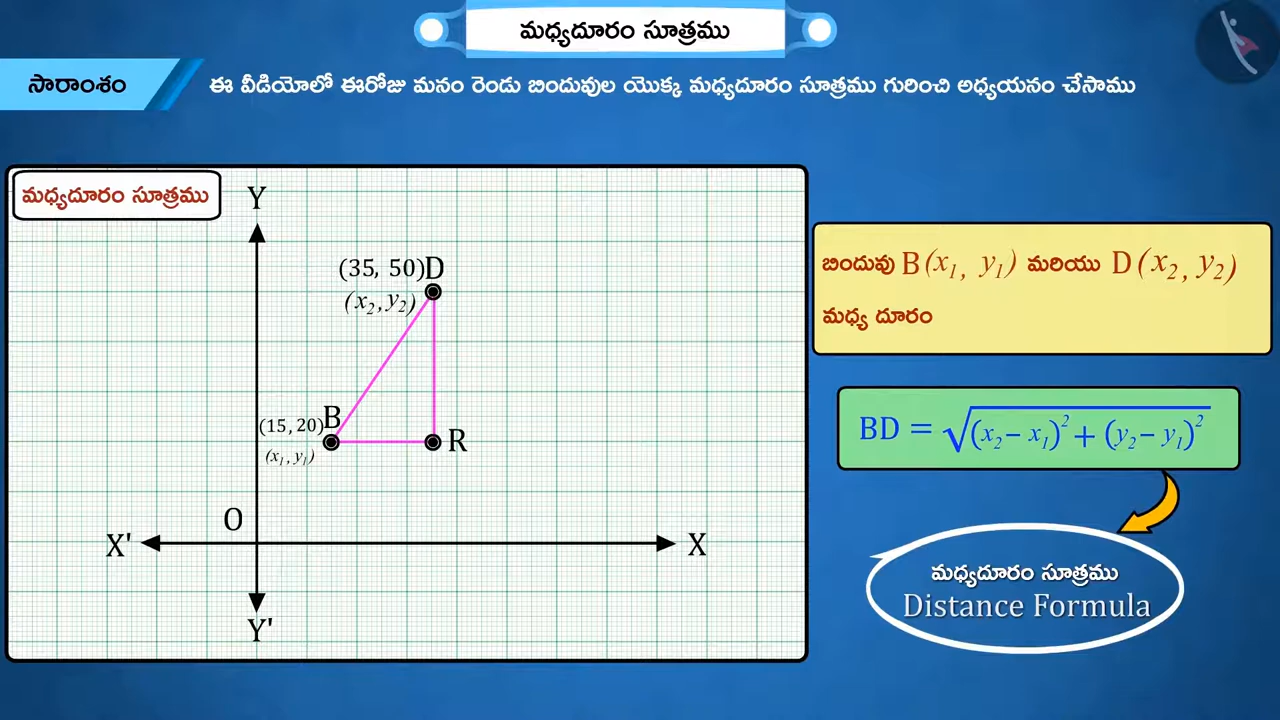 మధ్యదూరం సూత్రము
సారాంశం
ఈ వీడియోలో ఈరోజు మనం రెండు బిందువుల యొక్క మధ్యదూరం సూత్రము గురించి అధ్యయనం చేసాము
మధ్యదూరం సూత్రము
Y
(35, 50)D
(x₂, y₂)
(15, 20)B
(x₁, y₁)
R
O
X'
X
Y'
బిందువు B(x₁, y₁) మరియు D(x₂, y₂)
మధ్య దూరం
BD = √(x₂ – x₁)² + (y₂ – y₁)²
మధ్యదూరం సూత్రము
Distance Formula